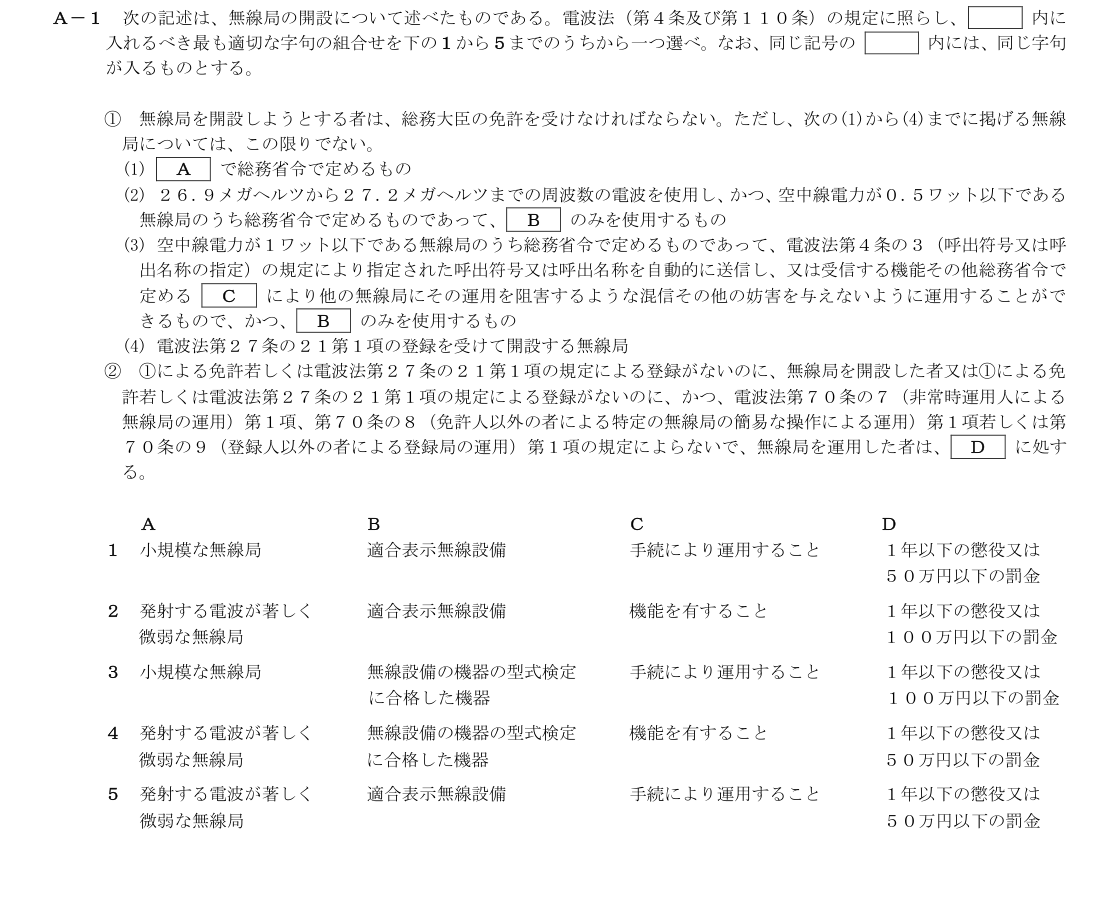 A－1 次の記述は、無線局の開設について述べたものである。電波法（第４条及び第１１０条）の規定に照らし、 内に
入れるべき最も適切な字句の組合せを下の1から5までのうちから一つ選べ。なお、同じ記号の 内には、同じ字句
が入るものとする。
① 無線局を開設しようとする者は、総務大臣の免許を受けなければならない。ただし、次の(1)から(4)までに掲げる無線
局については、この限りでない。
(1) A で総務省令で定めるもの
(2) ２６.９メガヘルツから２７.２メガヘルツまでの周波数の電波を使用し、かつ、空中線電力が０.５ワット以下である
無線局のうち総務省令で定めるものであって、 B のみを使用するもの
(3) 空中線電力が１ワット以下である無線局のうち総務省令で定めるものであって、電波法第４条の３（呼出符号又は呼
出名称の指定）の規定により指定された呼出符号又は呼出名称を自動的に送信し、又は受信する機能その他総務省令で
定める C により他の無線局にその運用を阻害するような混信その他の妨害を与えないように運用することがで
きるもので、かつ、 B のみを使用するもの
(4) 電波法第２７条の２１第１項の登録を受けて開設する無線局
② ①による免許若しくは電波法第２７条の２１第１項の規定による登録がないのに、無線局を開設した者又は①による免
許若しくは電波法第２７条の２１第１項の規定による登録がないのに、かつ、電波法第７０条の７（非常時運用人による
無線局の運用）第１項、第７０条の８（免許人以外の者による特定の無線局の簡易な操作による運用）第１項若しくは第
７０条の９（登録人以外の者による登録局の運用）第１項の規定によらないで、無線局を運用した者は、 D に処す
る。
A B C D
1 小規模な無線局 適合表示無線設備 手続により運用すること １年以下の懲役又は
５０万円以下の罰金
2 発射する電波が著しく 適合表示無線設備 機能を有すること １年以下の懲役又は
微弱な無線局 １００万円以下の罰金
3 小規模な無線局 無線設備の機器の型式検定 手続により運用すること １年以下の懲役又は
に合格した機器 １００万円以下の罰金
4 発射する電波が著しく 無線設備の機器の型式検定 機能を有すること １年以下の懲役又は
微弱な無線局 に合格した機器 ５０万円以下の罰金
5 発射する電波が著しく 適合表示無線設備 手続により運用すること １年以下の懲役又は
微弱な無線局 ５０万円以下の罰金